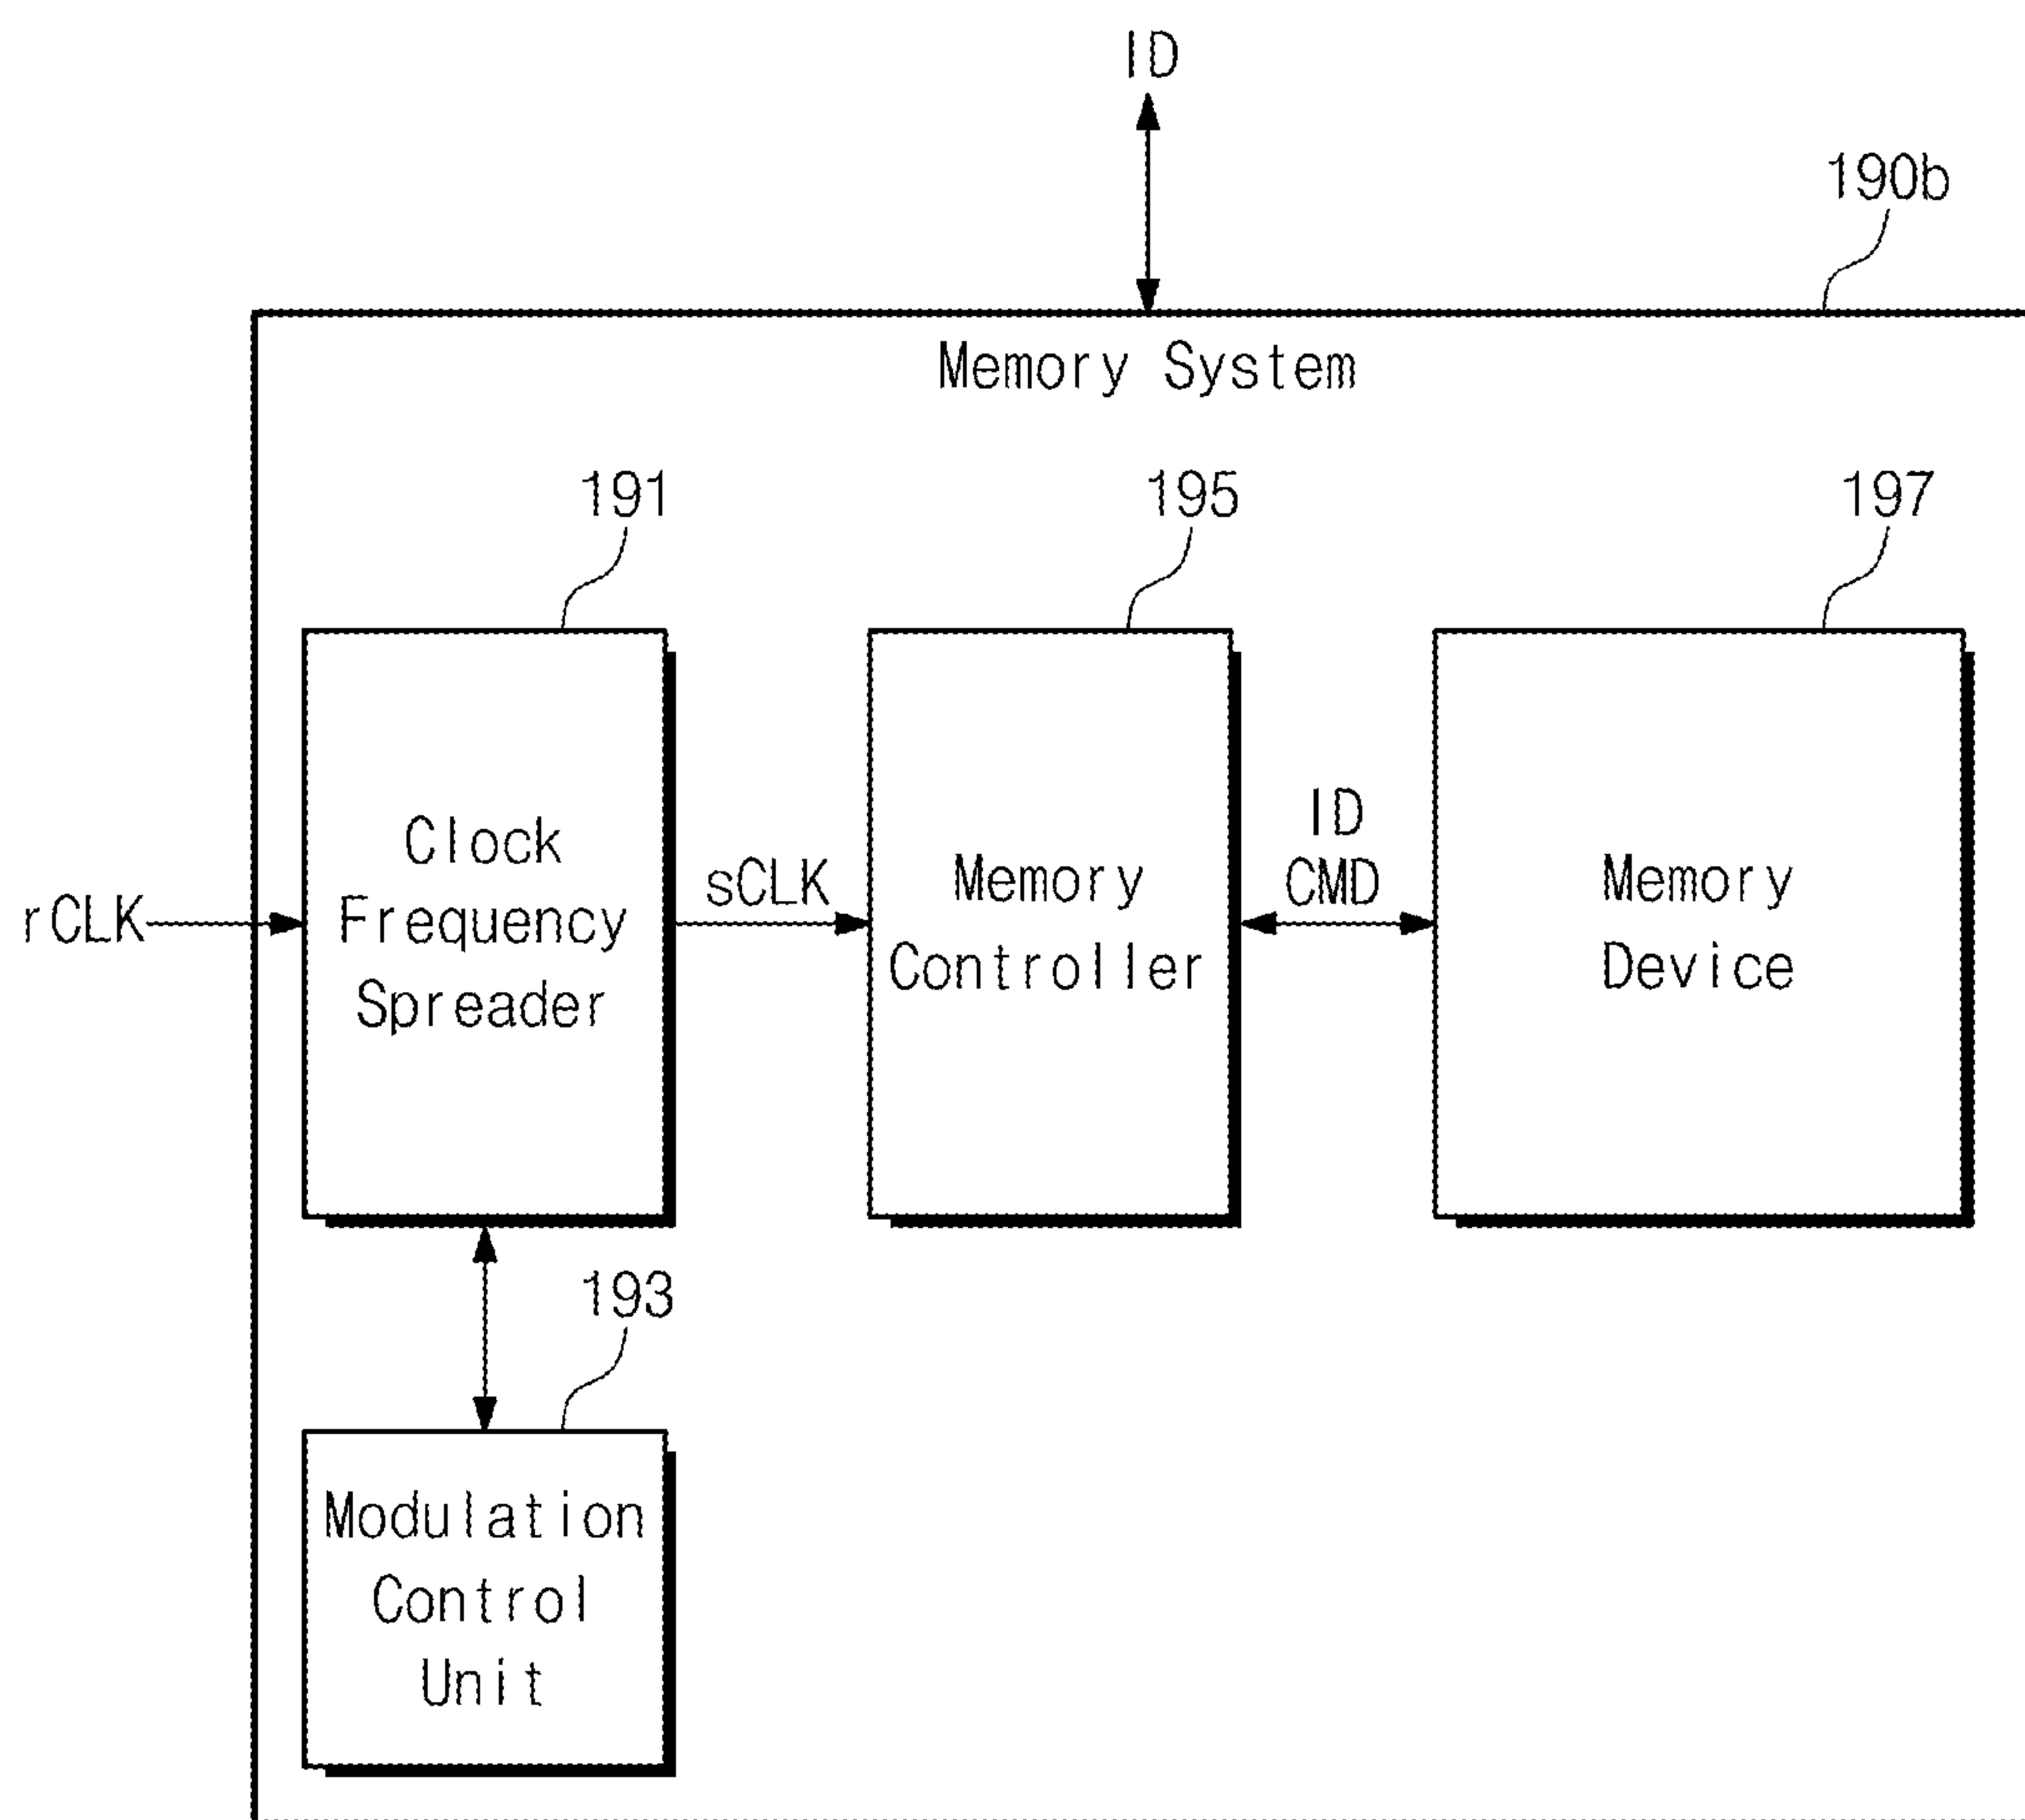 ID
190b
Memory System
191
195
197
Clock
Frequency
Spreader
rCLK
sCLK
Memory
Controller
ID
CMD
Memory
Device
193
Modulation
Control
Unit